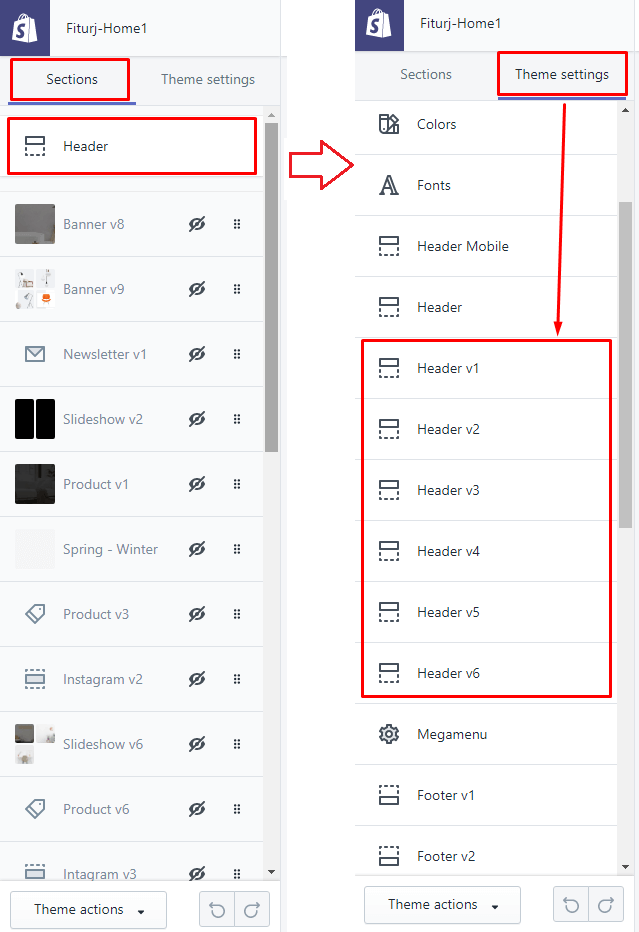 Fiturj-Home1
Sections
Theme settings
Header
Banner v8
Banner v9
Newsletter v1
Slideshow v2
Product v1
Spring - Winter
Product v3
Instagram v2
Slideshow v6
Product v6
Intagram v3
Theme actions
Fiturj-Home1
Sections
Theme settings
Colors
Fonts
Header Mobile
Header
Header v1
Header v2
Header v3
Header v4
Header v5
Header v6
Megamenu
Footer v1
Footer v2
Theme actions